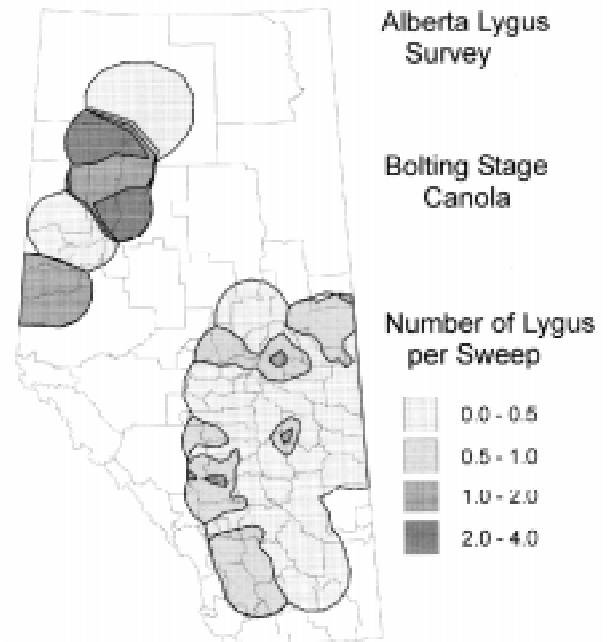 Alberta Lygus
Survey
Bolting Stage
Canola
Number of Lygus
per Sweep
0.0 - 0.5
0.5 - 1.0
1.0 - 2.0
2.0 - 4.0